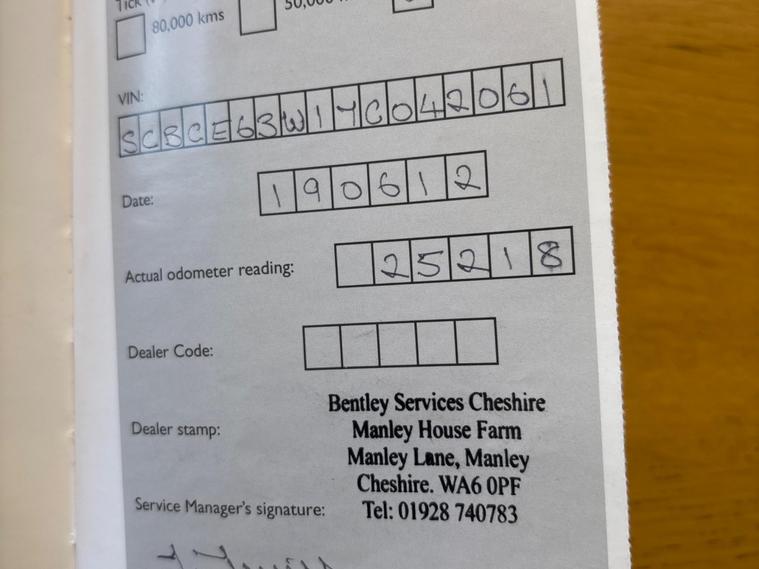 80,000 kms
VIN:
SCBCE63W14C042061
Date: 190612
Actual odometer reading: 25218
Dealer Code:
Dealer stamp:
Bentley Services Cheshire
Manley House Farm
Manley Lane, Manley
Cheshire. WA6 0PF
Tel: 01928 740783
Service Manager's signature: